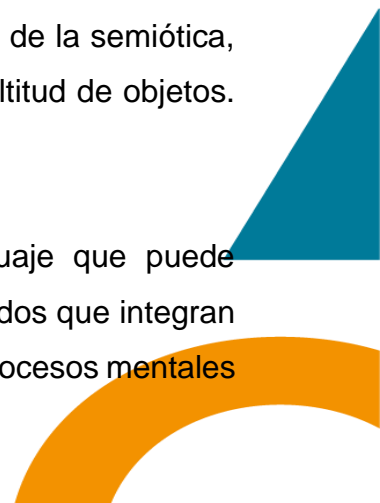 de la semiótica,
ltitud de objetos.
uaje que puede
dos que integran
ocesos mentales